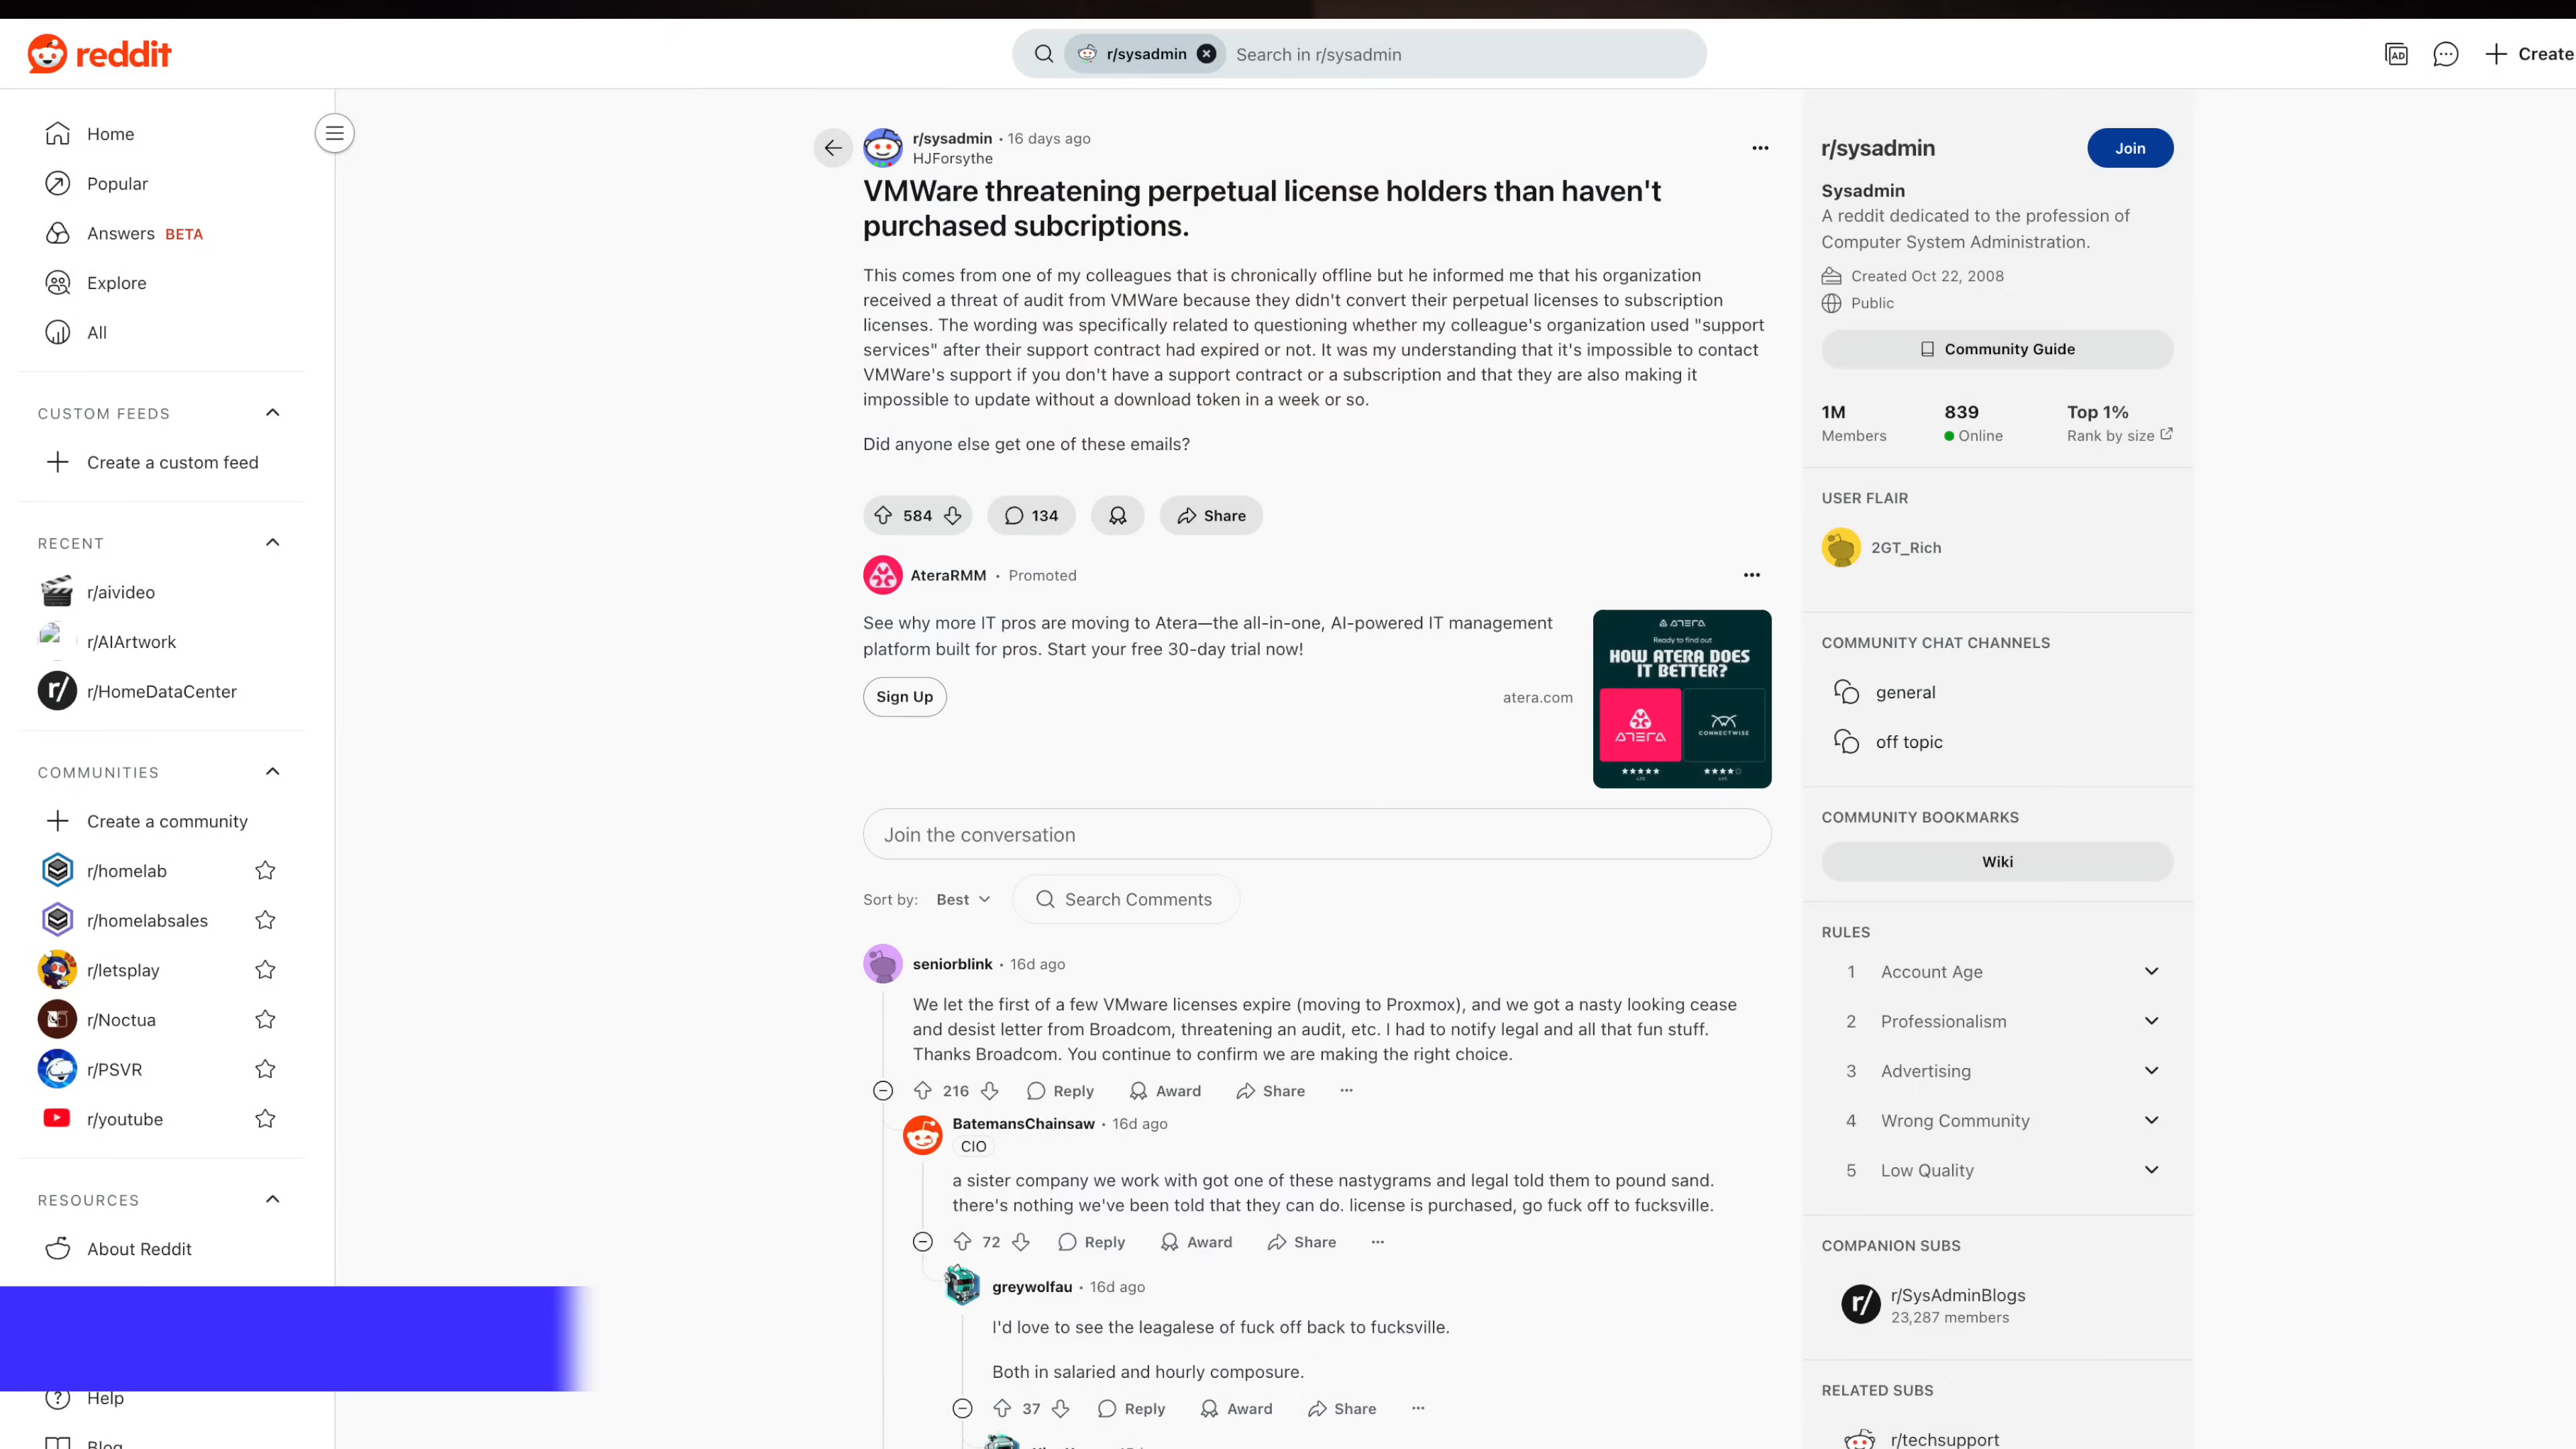 reddit
r/sysadmin
Search in r/sysadmin
AD
Create
Home
Popular
Answers BETA
Explore
All
CUSTOM FEEDS
Create a custom feed
RECENT
r/aivideo
r/AIArtwork
r/ r/HomeDataCenter
COMMUNITIES
Create a community
r/homelab
r/homelabsales
r/letsplay
r/Noctua
r/PSVR
r/youtube
RESOURCES
About Reddit
Help
Blog
r/sysadmin • 16 days ago
HJForsythe
VMWare threatening perpetual license holders than haven't
purchased subcriptions.
This comes from one of my colleagues that is chronically offline but he informed me that his organization
received a threat of audit from VMWare because they didn't convert their perpetual licenses to subscription
licenses. The wording was specifically related to questioning whether my colleague's organization used "support
services" after their support contract had expired or not. It was my understanding that it's impossible to contact
VMWare's support if you don't have a support contract or a subscription and that they are also making it
impossible to update without a download token in a week or so.
Did anyone else get one of these emails?
584
134
Share
AteraRMM • Promoted
See why more IT pros are moving to Atera—the all-in-one, AI-powered IT management
platform built for pros. Start your free 30-day trial now!
Sign Up
atera.com
ATERA
Ready to find out
HOW ATERA DOES
IT BETTER?
ATERA
CONNECTWISE
Join the conversation
Sort by: Best
Search Comments
seniorblink • 16d ago
We let the first of a few VMware licenses expire (moving to Proxmox), and we got a nasty looking cease
and desist letter from Broadcom, threatening an audit, etc. I had to notify legal and all that fun stuff.
Thanks Broadcom. You continue to confirm we are making the right choice.
216 Reply Award Share
BatemansChainsaw • 16d ago
CIO
a sister company we work with got one of these nastygrams and legal told them to pound sand.
there's nothing we've been told that they can do. license is purchased, go fuck off to fucksville.
72 Reply Award Share
greywolfau • 16d ago
I'd love to see the leagalese of fuck off back to fucksville.
Both in salaried and hourly composure.
37 Reply Award Share
r/sysadmin
Join
Sysadmin
A reddit dedicated to the profession of
Computer System Administration.
Created Oct 22, 2008
Public
Community Guide
1M 839 Top 1%
Members Online Rank by size
USER FLAIR
2GT_Rich
COMMUNITY CHAT CHANNELS
general
off topic
COMMUNITY BOOKMARKS
Wiki
RULES
1 Account Age
2 Professionalism
3 Advertising
4 Wrong Community
5 Low Quality
COMPANION SUBS
r/ r/SysAdminBlogs
23,287 members
RELATED SUBS
r/techsupport